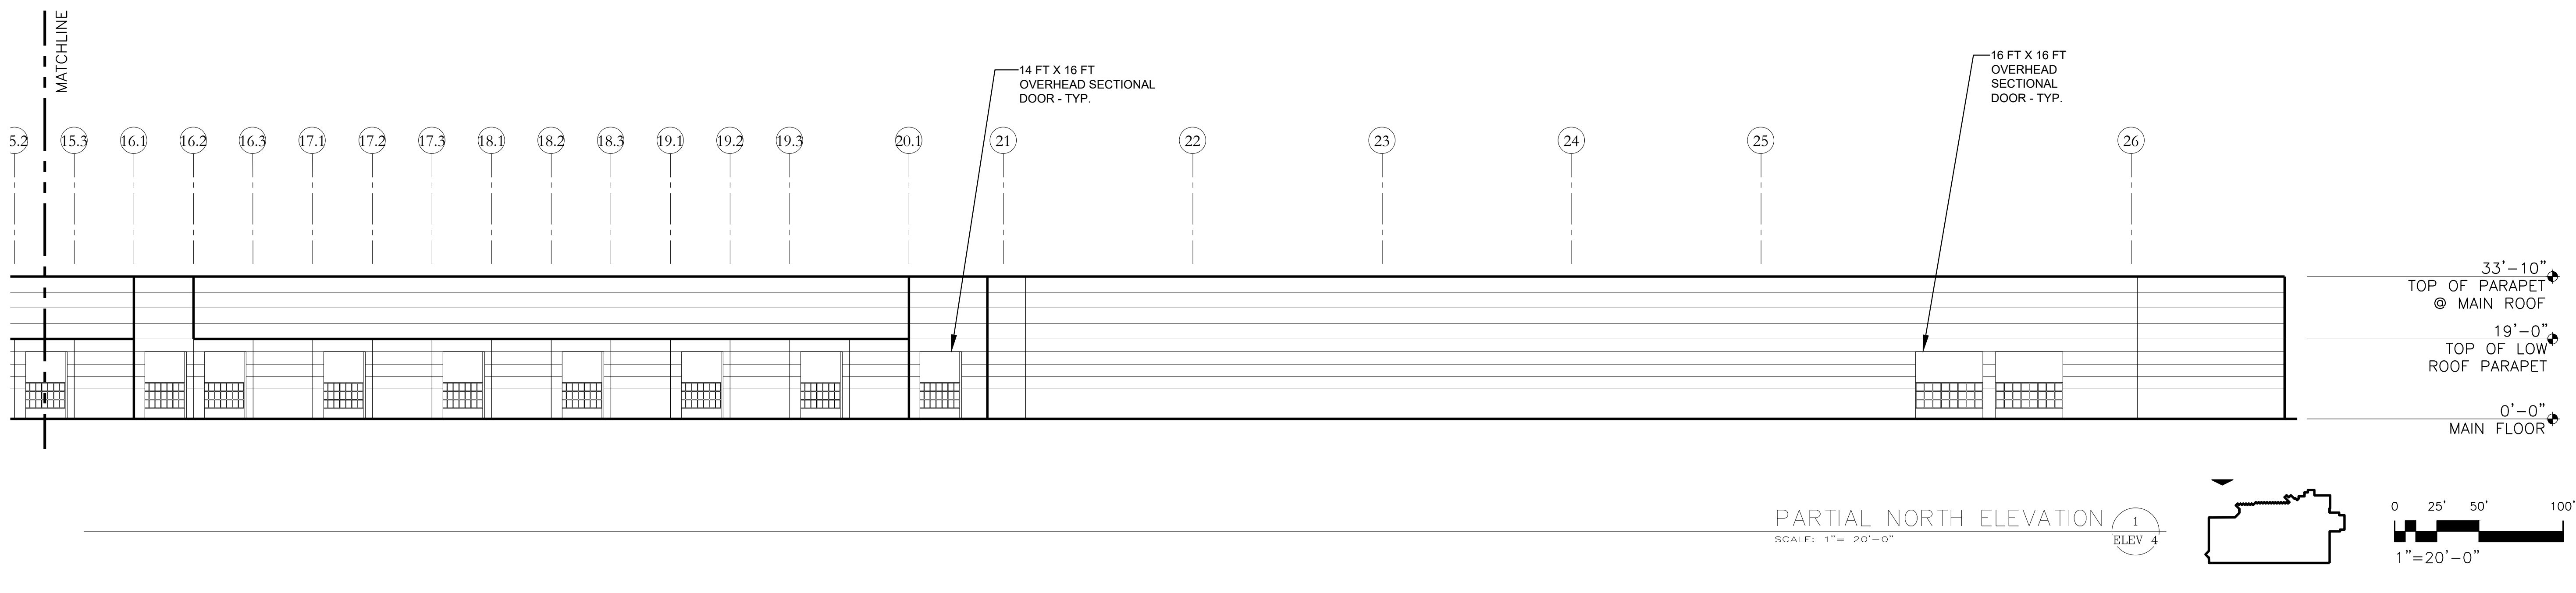 MATCHLINE
14 FT X 16 FT
OVERHEAD SECTIONAL
DOOR - TYP.
16 FT X 16 FT
OVERHEAD
SECTIONAL
DOOR - TYP.
5.2 15.3 16.1 16.2 16.3 17.1 17.2 17.3 18.1 18.2 18.3 19.1 19.2 19.3 20.1 21 22 23 24 25 26
33'-10"
TOP OF PARAPET
@ MAIN ROOF
19'-0"
TOP OF LOW
ROOF PARAPET
0'-0"
MAIN FLOOR
PARTIAL NORTH ELEVATION
SCALE: 1"= 20'-0"
1
ELEV 4
0 25' 50' 100'
1"=20'-0"